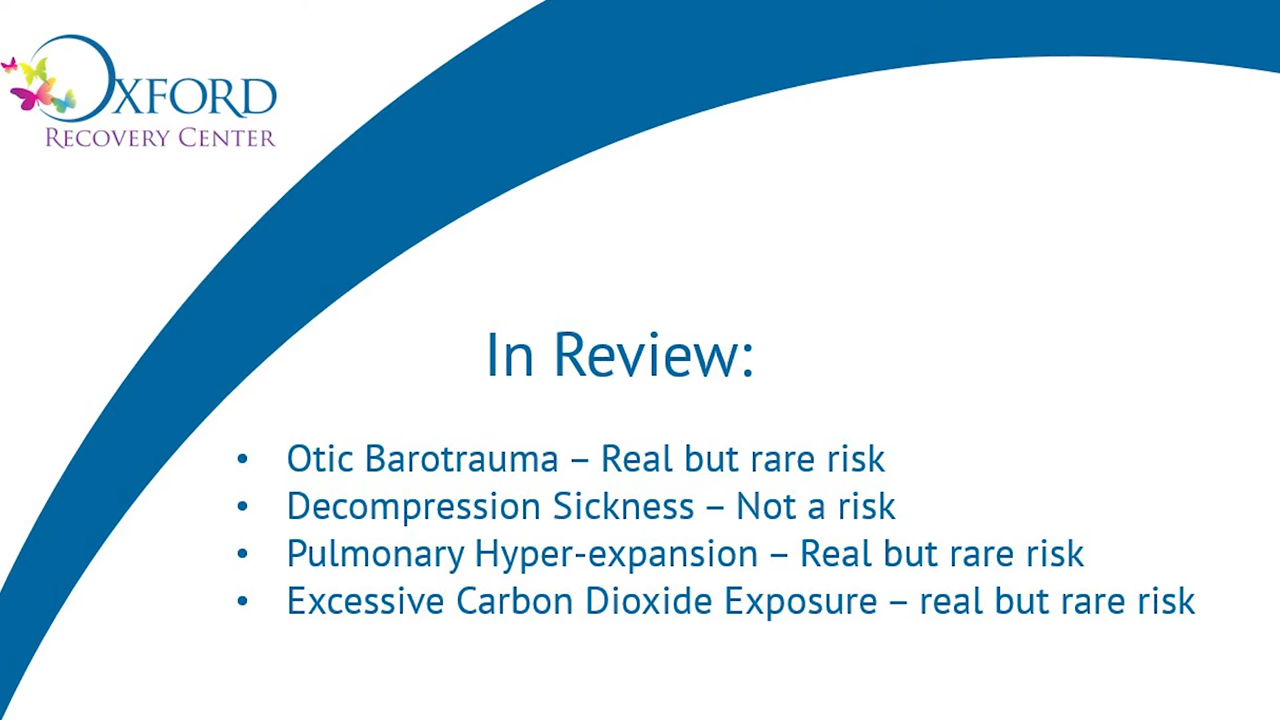 OXFORD
RECOVERY CENTER
In Review:
• Otic Barotrauma – Real but rare risk
• Decompression Sickness – Not a risk
• Pulmonary Hyper-expansion – Real but rare risk
• Excessive Carbon Dioxide Exposure – real but rare risk